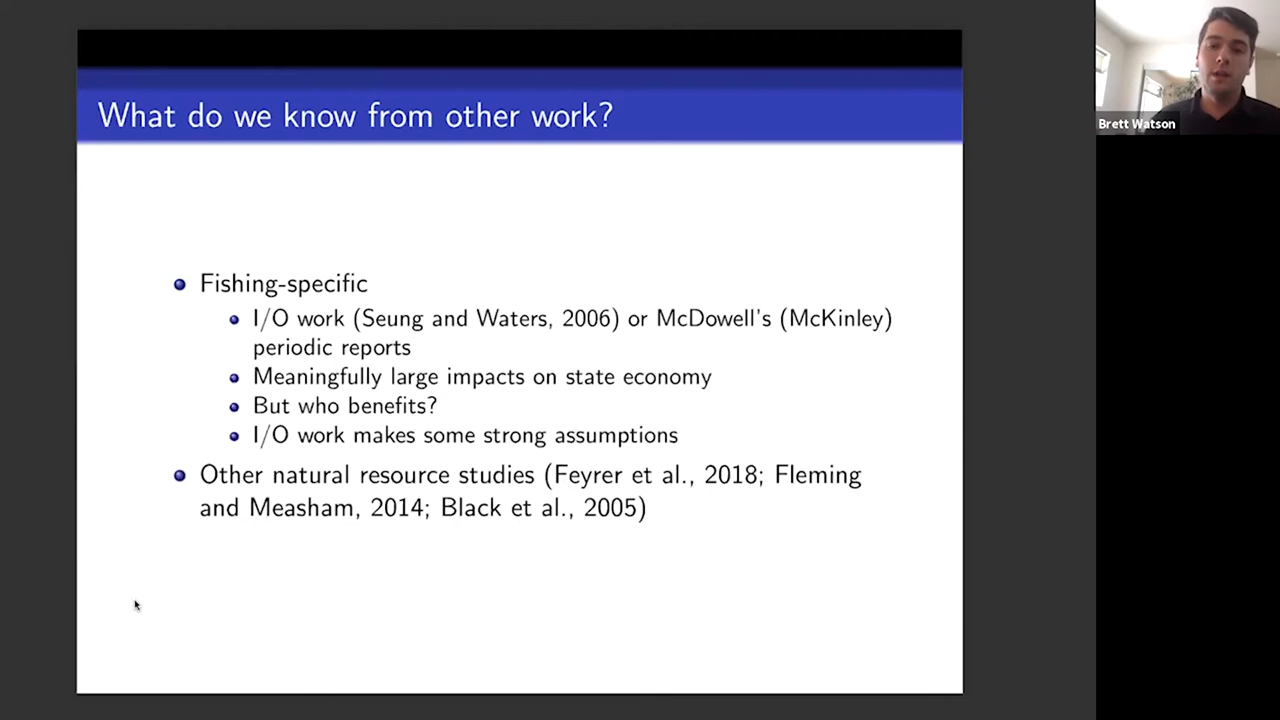 What do we know from other work?
Fishing-specific
I/O work (Seung and Waters, 2006) or McDowell's (McKinley)
periodic reports
Meaningfully large impacts on state economy
But who benefits?
I/O work makes some strong assumptions
Other natural resource studies (Feyrer et al., 2018; Fleming
and Measham, 2014; Black et al., 2005)
Brett Watson